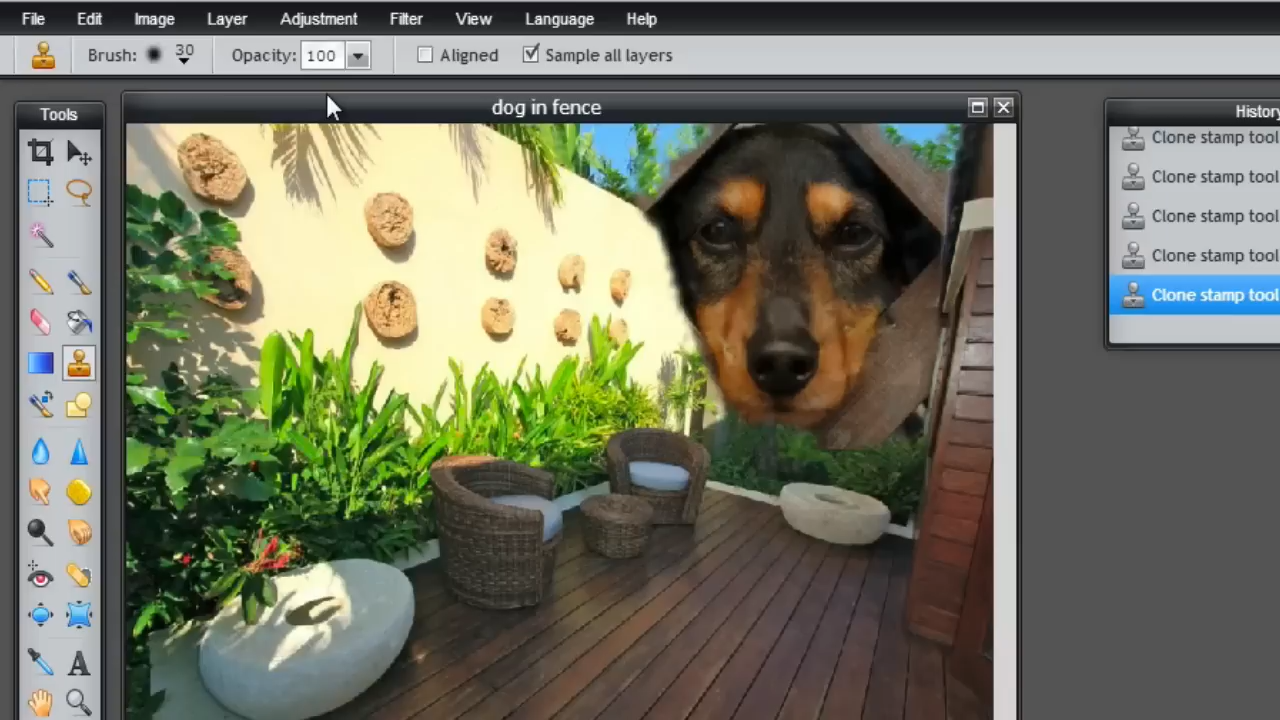 File Edit Image Layer Adjustment Filter View Language Help
Brush: 30 Opacity: 100 Aligned Sample all layers
Tools
dog in fence
History
Clone stamp tool
Clone stamp tool
Clone stamp tool
Clone stamp tool
Clone stamp tool
A